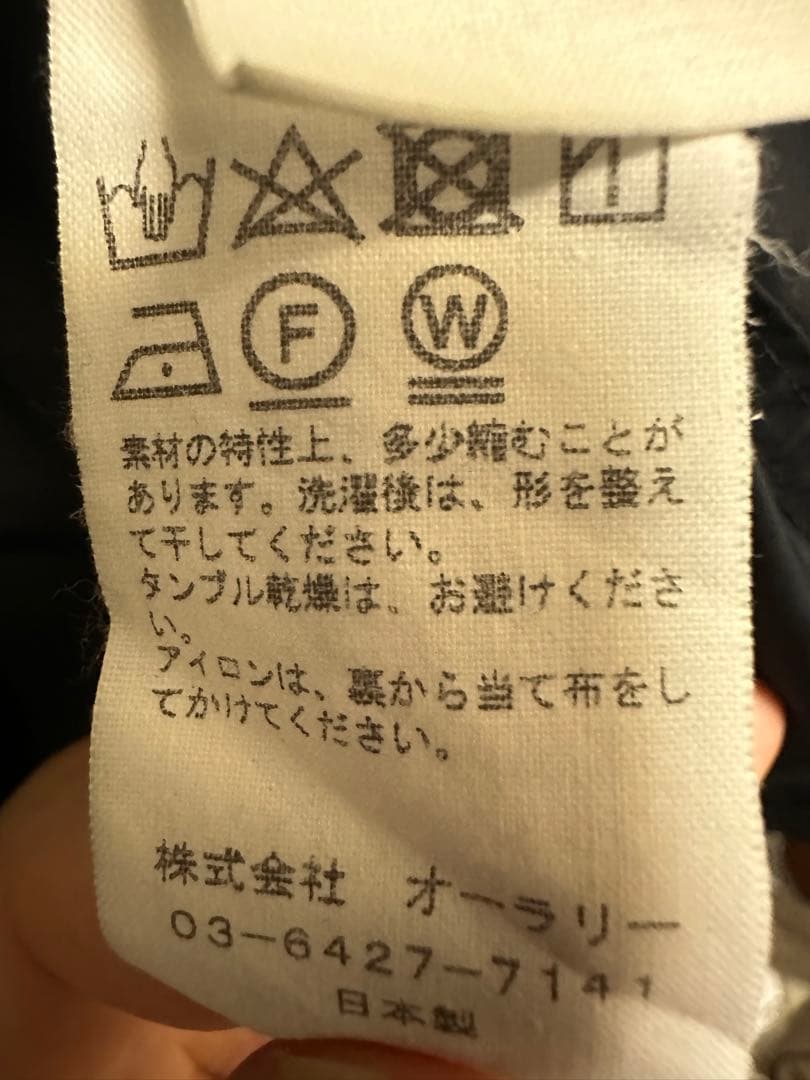 F W
素材の特性上、多少縮むことが
あります。洗濯後は、形を整え
て干してください。
タンブル乾燥は、お避けくださ
い。
アイロンは、裏から当て布をし
てかけてください。
株式会社 オーラリー
03-6427-7141
日本製